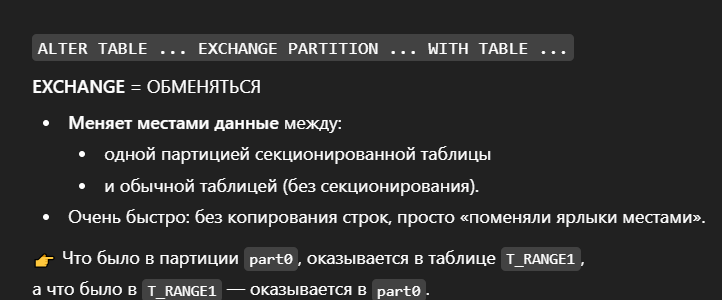 ALTER TABLE ... EXCHANGE PARTITION ... WITH TABLE ...
EXCHANGE = ОБМЕНЯТЬСЯ
• Меняет местами данные между:
• одной партицией секционированной таблицы
• и обычной таблицей (без секционирования).
• Очень быстро: без копирования строк, просто «поменяли ярлыки местами».
👉 Что было в партиции part0, оказывается в таблице T_RANGE1,
а что было в T_RANGE1 — оказывается в part0.